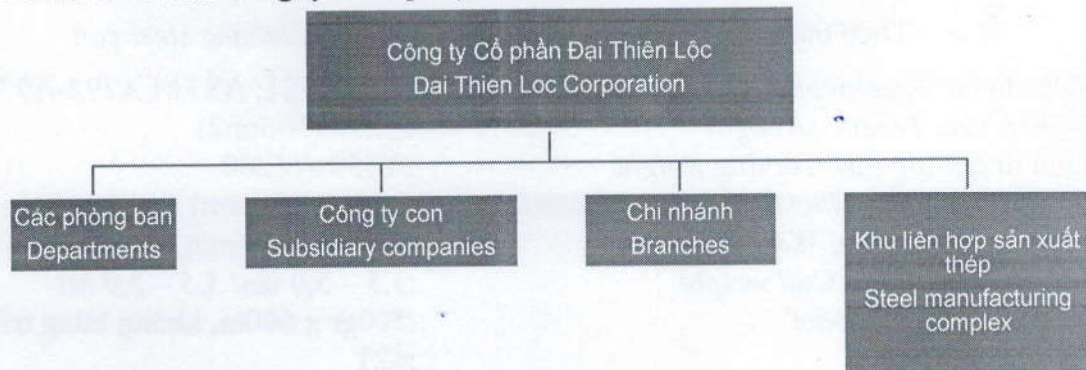 Công ty Cổ phần Đại Thiên Lộc
Dai Thien Loc Corporation
Các phòng ban
Departments
Công ty con
Subsidiary companies
Chi nhánh
Branches
Khu liên hợp sản xuất
thép
Steel manufacturing
complex